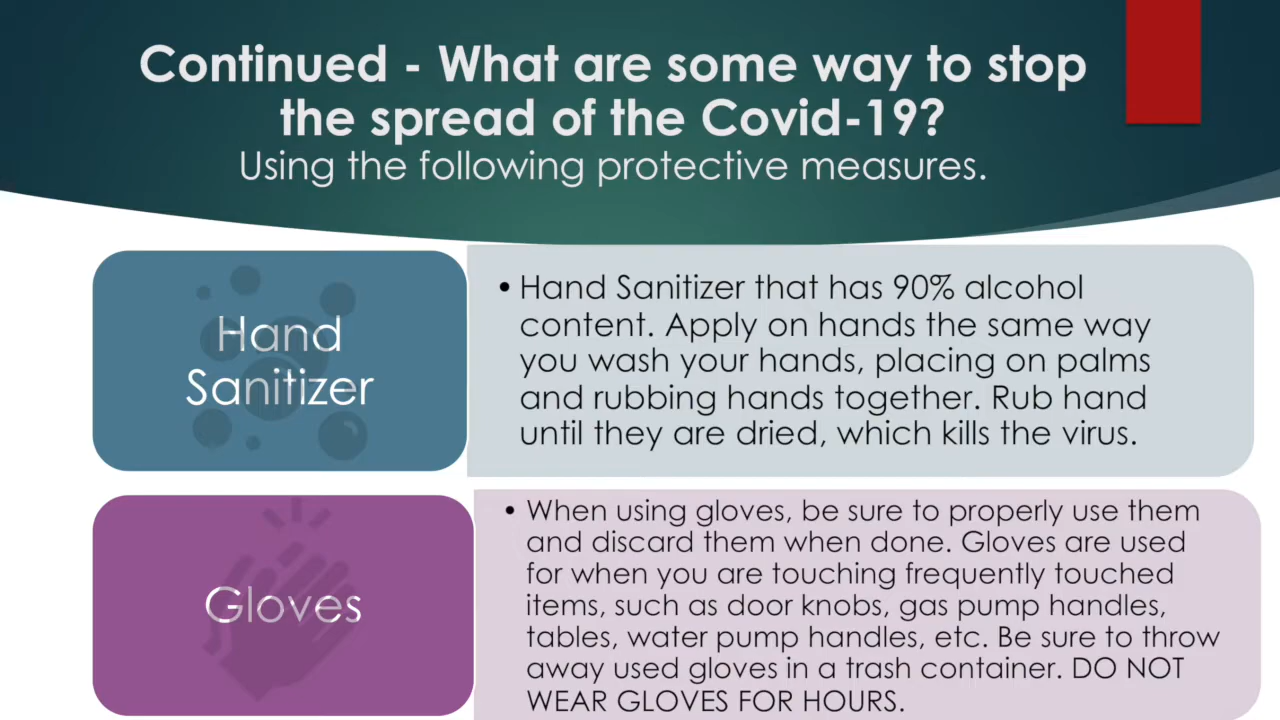 Continued - What are some way to stop
the spread of the Covid-19?
Using the following protective measures.
Hand
Sanitizer
• Hand Sanitizer that has 90% alcohol
content. Apply on hands the same way
you wash your hands, placing on palms
and rubbing hands together. Rub hand
until they are dried, which kills the virus.
Gloves
• When using gloves, be sure to properly use them
and discard them when done. Gloves are used
for when you are touching frequently touched
items, such as door knobs, gas pump handles,
tables, water pump handles, etc. Be sure to throw
away used gloves in a trash container. DO NOT
WEAR GLOVES FOR HOURS.